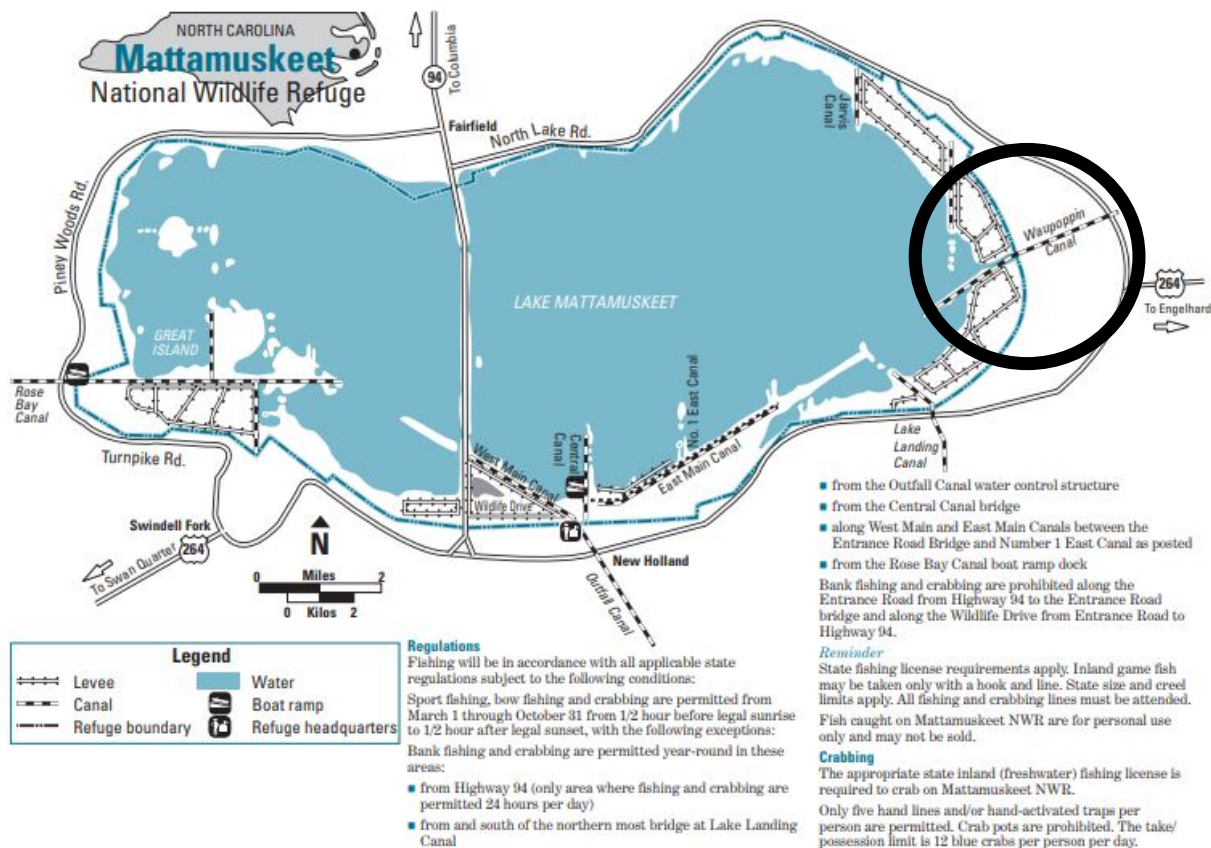 NORTH CAROLINA
Mattamuskeet
National Wildlife Refuge
94
To Columbia
Fairfield
North Lake Rd.
Jarvis
Canal
Piney Woods Rd.
Waupoppin
Canal
264
To Engelhard
LAKE MATTAMUSKEET
GREAT
ISLAND
Rose
Bay
Canal
Turnpike Rd.
No. 1 East Canal
Central
Canal
West Main Canal
East Main Canal
Wildlife Drive
Lake
Landing
Canal
Swindell Fork
264
To Swan Quarter
N
0 Miles 2
0 Kilos 2
New Holland
Outfall Canal
Legend
Levee
Canal
Refuge boundary
Water
Boat ramp
Refuge headquarters
Regulations
Fishing will be in accordance with all applicable state
regulations subject to the following conditions:
Sport fishing, bow fishing and crabbing are permitted from
March 1 through October 31 from 1/2 hour before legal sunrise
to 1/2 hour after legal sunset, with the following exceptions:
Bank fishing and crabbing are permitted year-round in these
areas:
■ from Highway 94 (only area where fishing and crabbing are
permitted 24 hours per day)
■ from and south of the northern most bridge at Lake Landing
Canal
■ from the Outfall Canal water control structure
■ from the Central Canal bridge
■ along West Main and East Main Canals between the
Entrance Road Bridge and Number 1 East Canal as posted
■ from the Rose Bay Canal boat ramp dock
Bank fishing and crabbing are prohibited along the
Entrance Road from Highway 94 to the Entrance Road
bridge and along the Wildlife Drive from Entrance Road to
Highway 94.
Reminder
State fishing license requirements apply. Inland game fish
may be taken only with a hook and line. State size and creel
limits apply. All fishing and crabbing lines must be attended.
Fish caught on Mattamuskeet NWR are for personal use
only and may not be sold.
Crabbing
The appropriate state inland (freshwater) fishing license is
required to crab on Mattamuskeet NWR.
Only five hand lines and/or hand-activated traps per
person are permitted. Crab pots are prohibited. The take/
possession limit is 12 blue crabs per person per day.